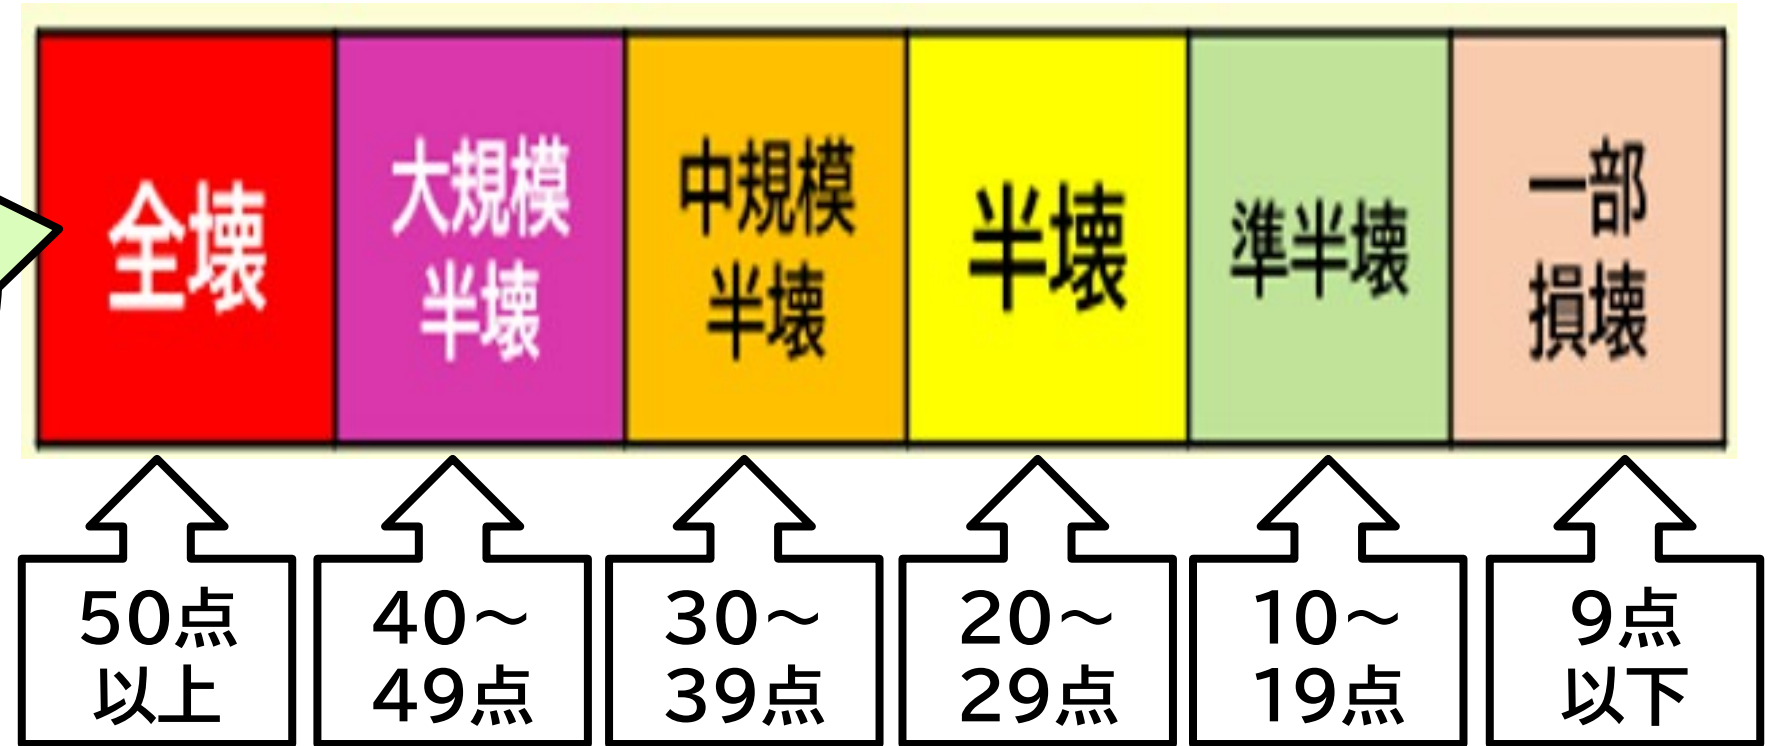 全壊
大規模
半壊
中規模
半壊
半壊
準半壊
一部
損壊
50点
以上
40～
49点
30～
39点
20～
29点
10～
19点
9点
以下